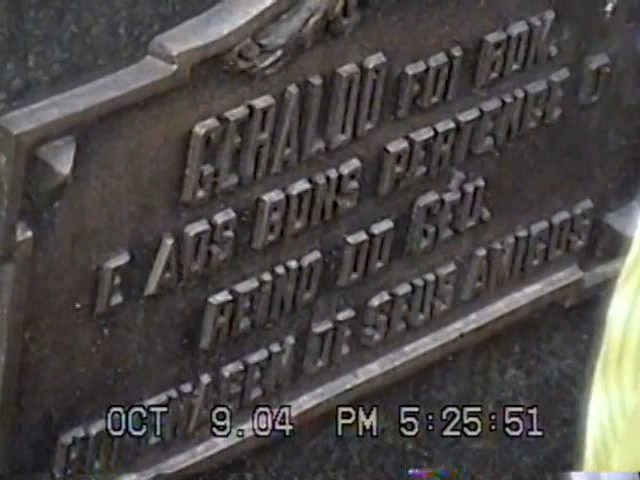 GERALDO FOI BOM.
E AOS BONS PERTENCE O
REINO DO CÉU.
HOMENAGEM DE SEUS AMIGOS
OCT 9.04 PM 5:25:51